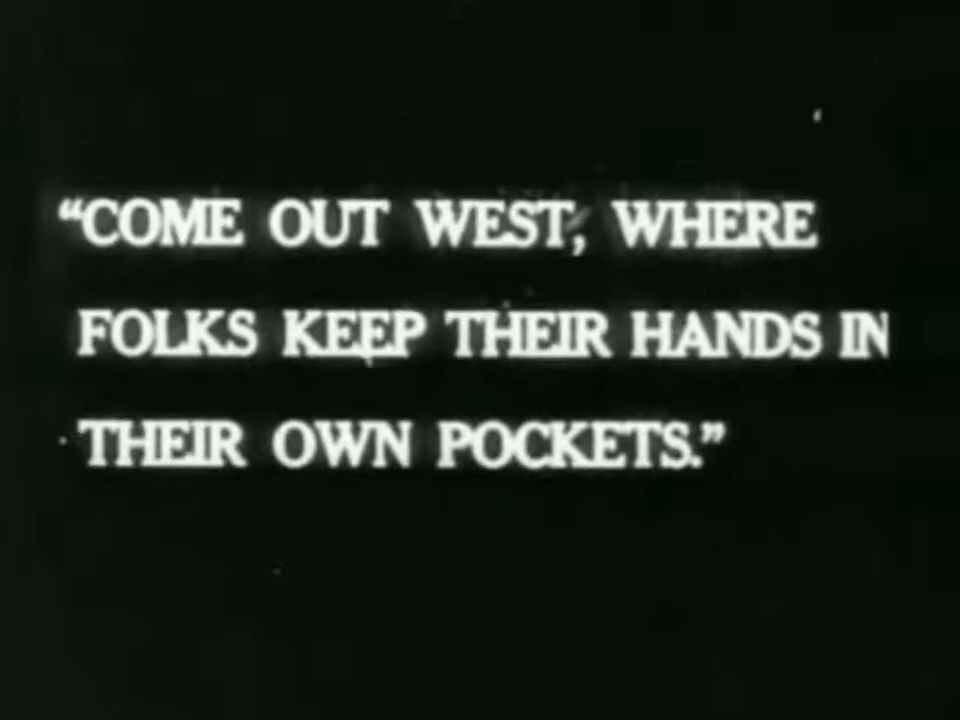 “COME OUT WEST, WHERE
FOLKS KEEP THEIR HANDS IN
THEIR OWN POCKETS.”